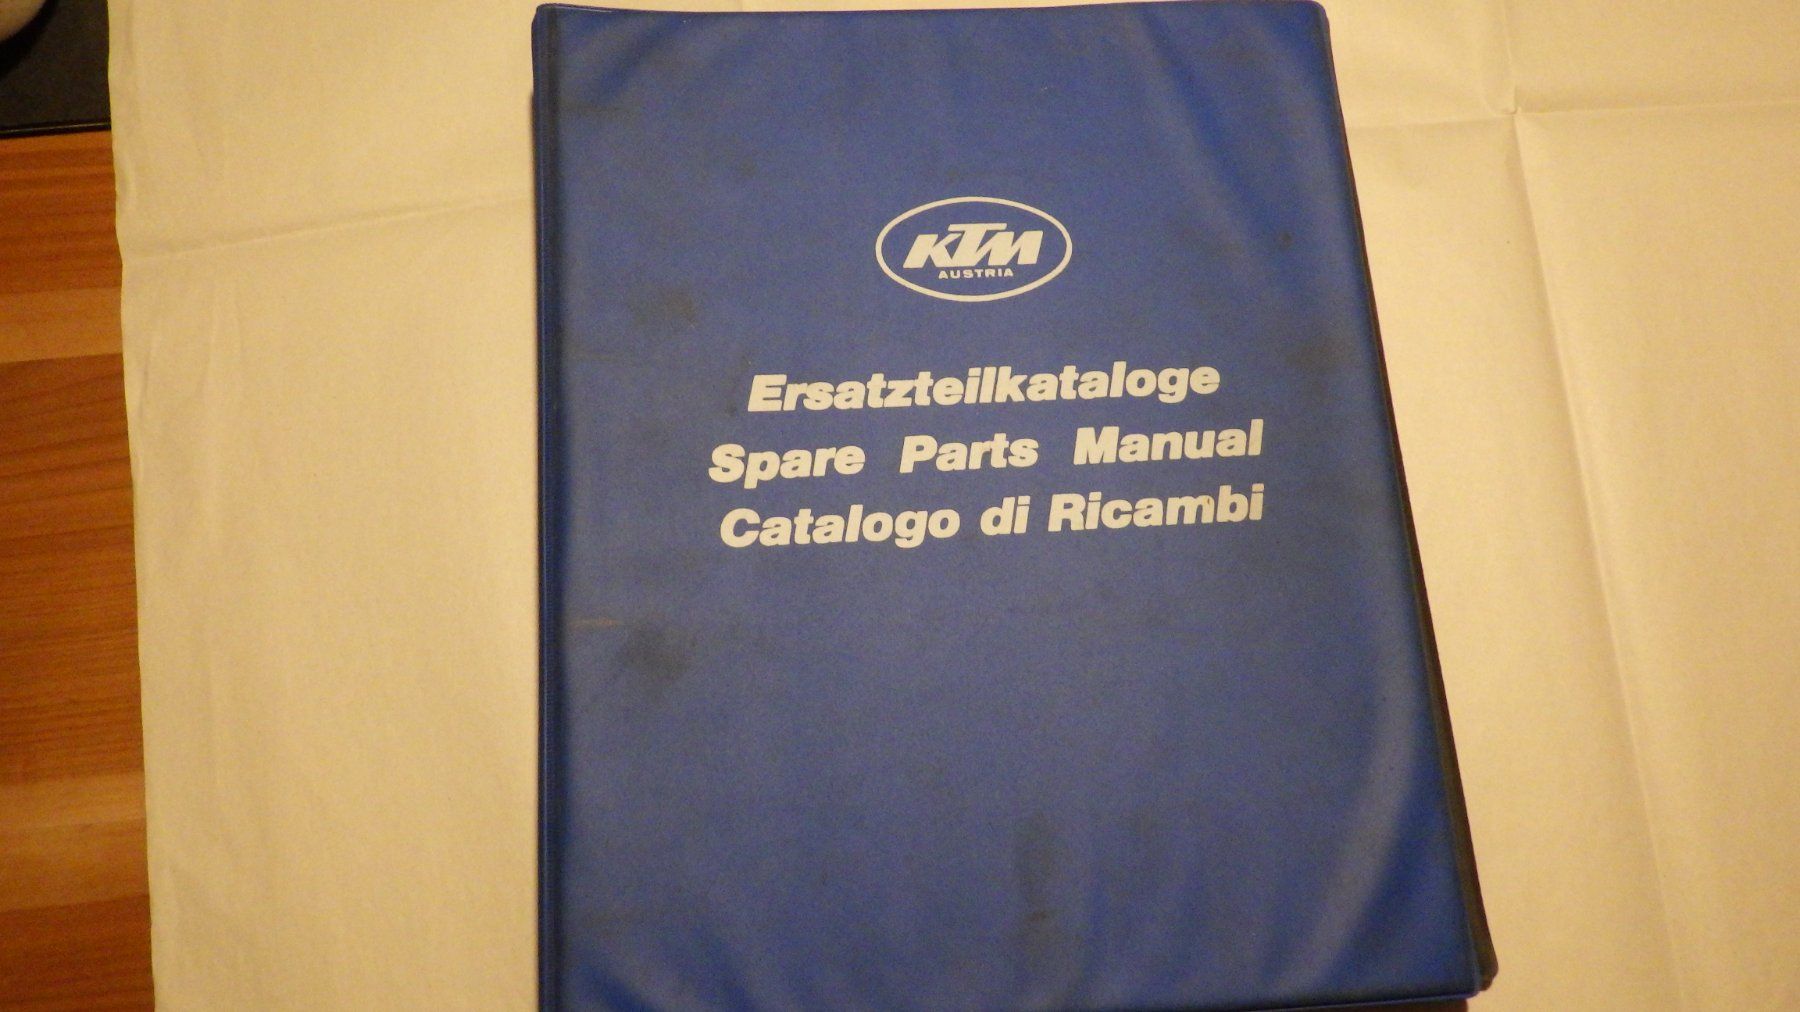 KTM
AUSTRIA
Ersatzteilkataloge
Spare Parts Manual
Catalogo di Ricambi